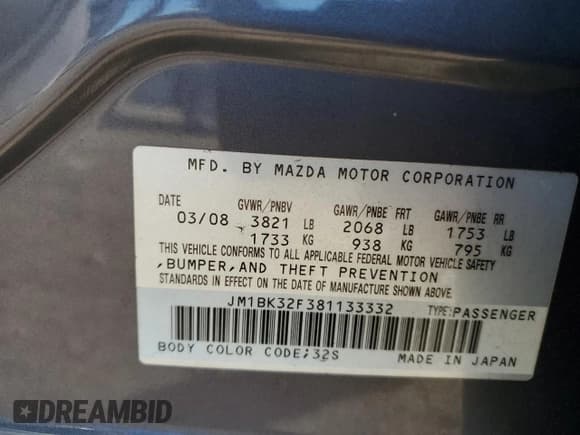 MFD. BY MAZDA MOTOR CORPORATION
DATE GVWR/PNBV GAWR/PNBE FRT GAWR/PNBE RR
03/08 3821 LB 2068 LB 1753 LB
1733 KG 938 KG 795 KG
THIS VEHICLE CONFORMS TO ALL APPLICABLE FEDERAL MOTOR VEHICLE SAFETY
,BUMPER,AND THEFT PREVENTION
STANDARDS IN EFFECT ON THE DATE OF MANUFACTURE SHOWN ABOVE.
JM1BK32F381133332 TYPE:PASSENGER
BODY COLOR CODE:32S MADE IN JAPAN
DREAMBID